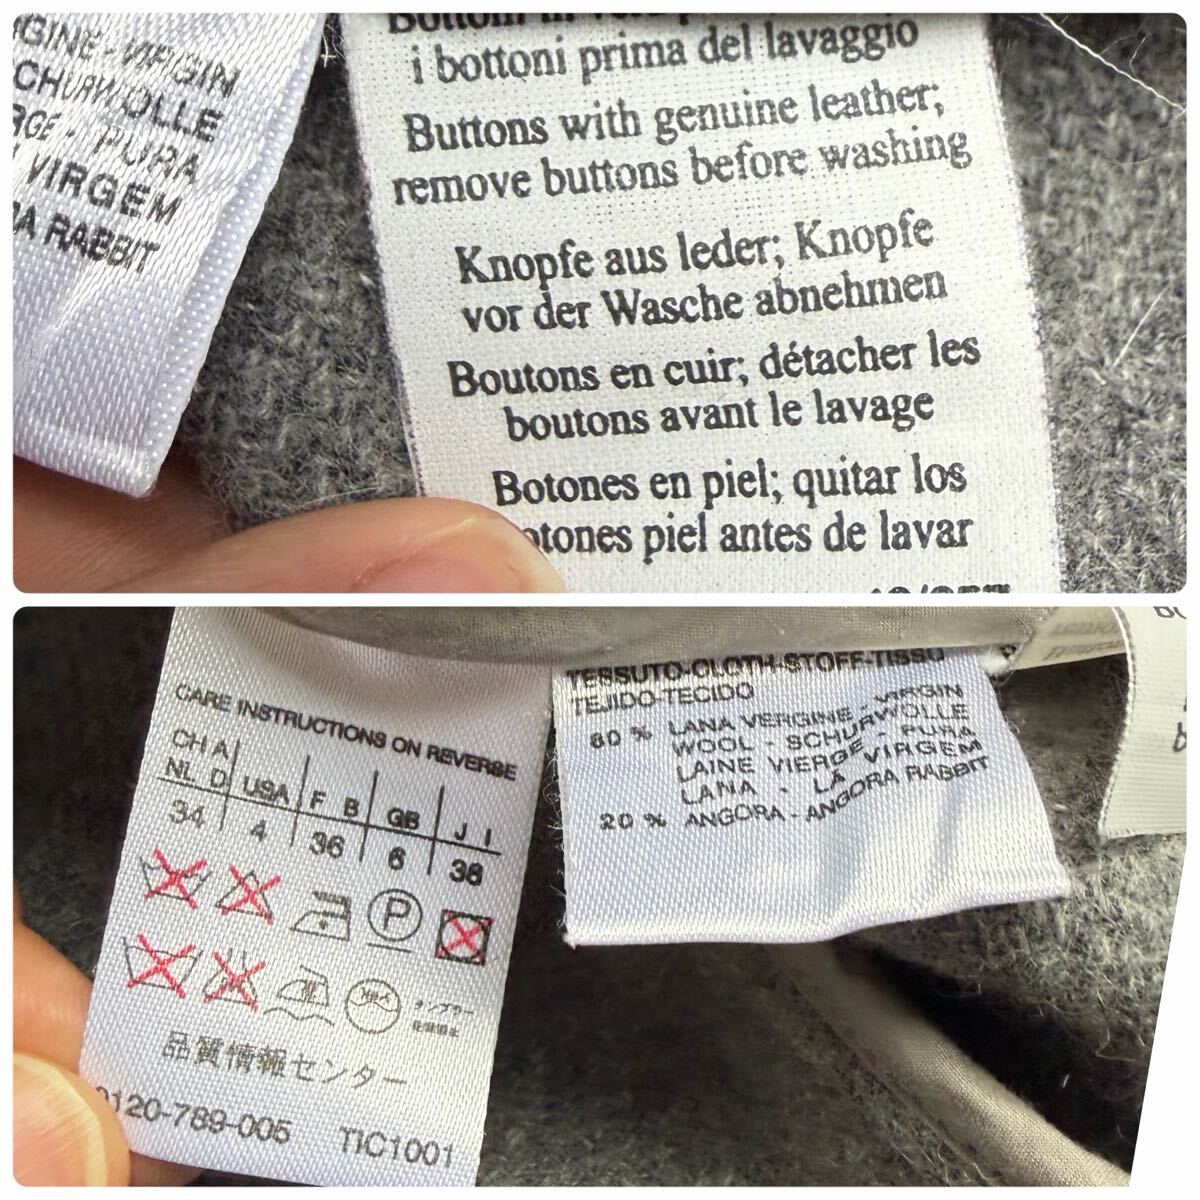 GINE - VIRGIN
CHURWOLLE
RGE - PURA
VIRGEM
RA RABBIT
i bottoni prima del lavaggio
Buttons with genuine leather;
remove buttons before washing
Knopfe aus leder; Knopfe
vor der Wasche abnehmen
Boutons en cuir; détacher les
boutons avant le lavage
Botones en piel; quitar los
otones piel antes de lavar
CARE INSTRUCTIONS ON REVERSE
CH A
NL D USA F B GB J I
34 4 36 6 38
P
品質情報センター
0120-789-005 TIC1001
TESSUTO-CLOTH-STOFF-TISSU
TEJIDO-TECIDO
80 % LANA VERGINE - VIRGIN
WOOL - SCHURWOLLE
LAINE VIERGE - PURA
LANA - LÃ VIRGEM
20 % ANGORA - ANGORA RABBIT